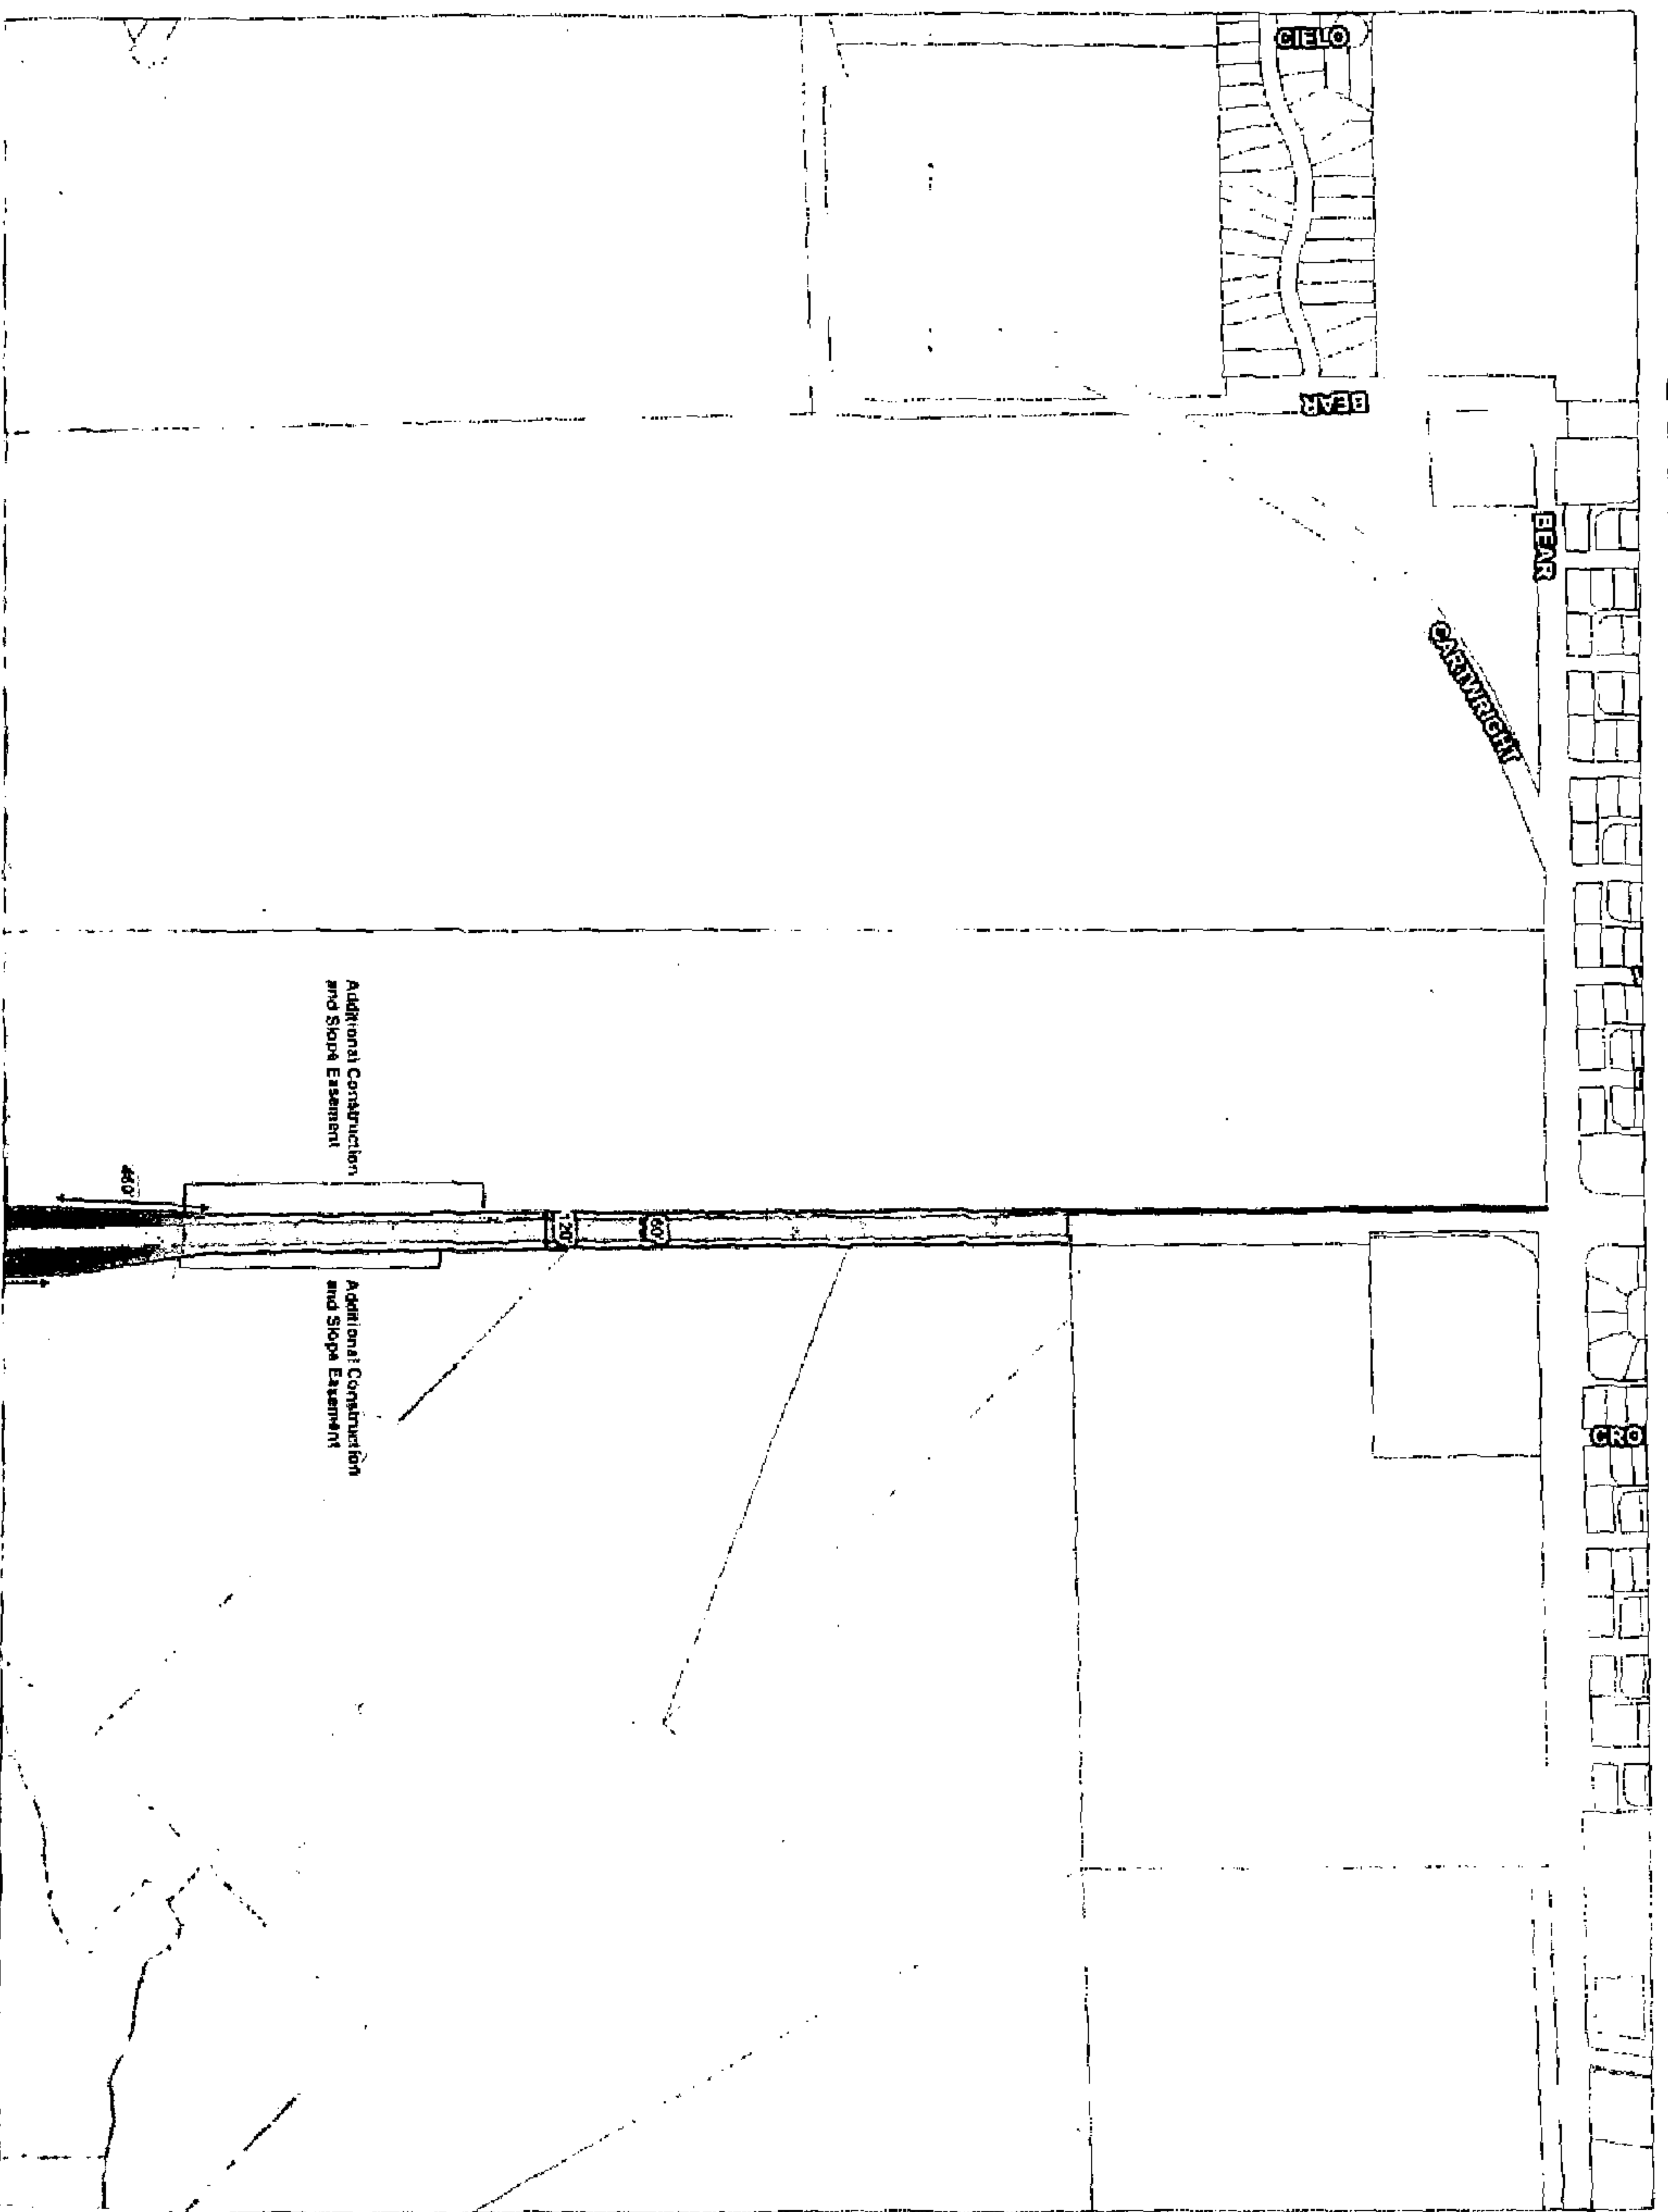 CIELO
BEAR
BEAR
CARTWRIGHT
Additional Construction
and Slope Easement
460'
120'
60'
Additional Construction
and Slope Easement
CRO